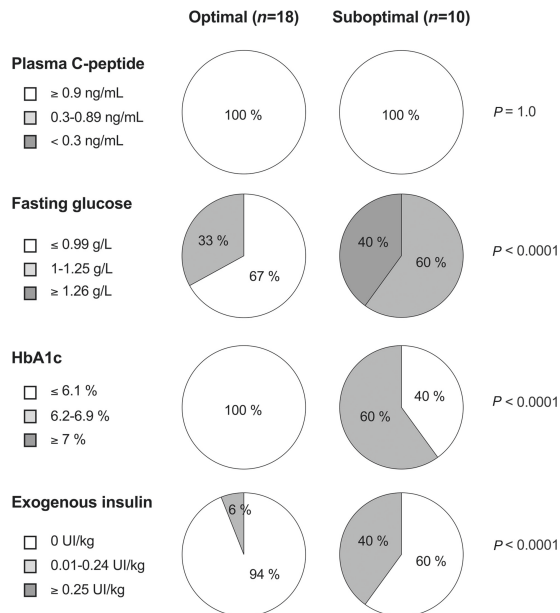 Optimal (n=18) Suboptimal (n=10)
Plasma C-peptide
≥ 0.9 ng/mL
0.3-0.89 ng/mL
< 0.3 ng/mL
100 %
100 %
P = 1.0
Fasting glucose
≤ 0.99 g/L
1-1.25 g/L
≥ 1.26 g/L
33 %
67 %
40 %
60 %
P < 0.0001
HbA1c
≤ 6.1 %
6.2-6.9 %
≥ 7 %
100 %
60 %
40 %
P < 0.0001
Exogenous insulin
0 UI/kg
0.01-0.24 UI/kg
≥ 0.25 UI/kg
6 %
94 %
40 %
60 %
P < 0.0001